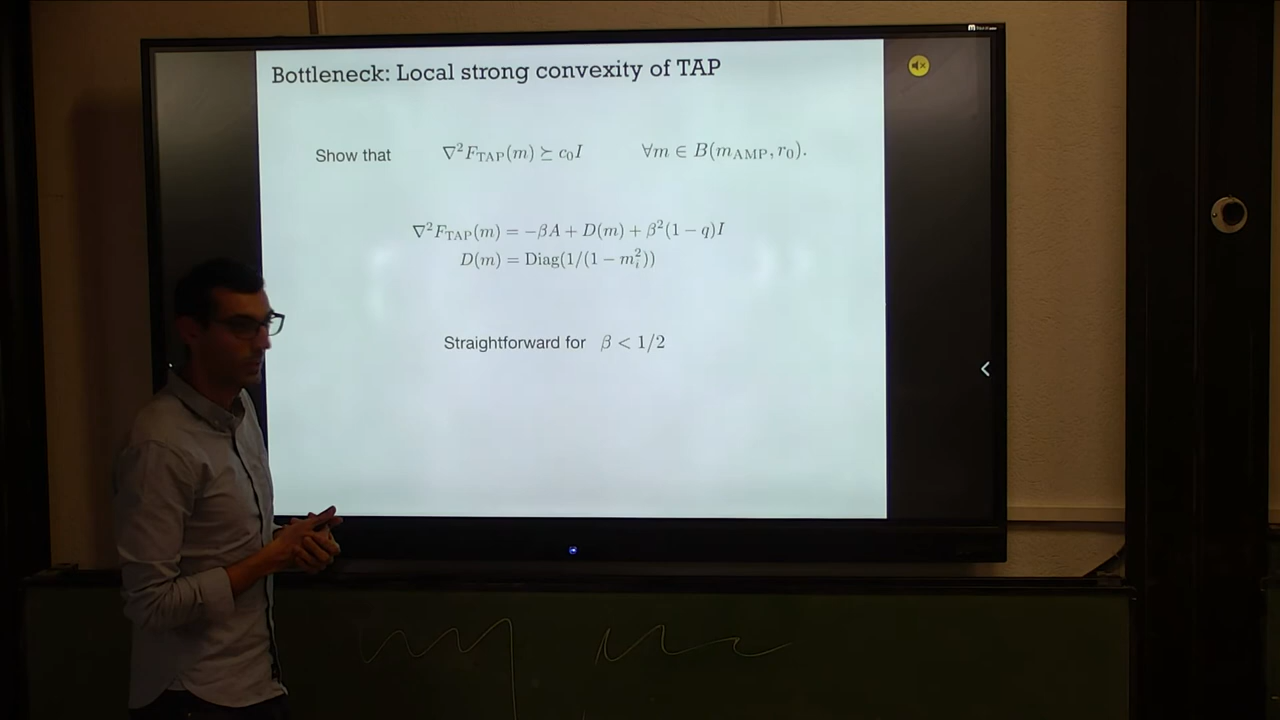 Bottleneck: Local strong convexity of TAP
Show that ∇²F_TAP(m) ⪰ c₀I ∀m ∈ B(m_AMP, r₀).
∇²F_TAP(m) = −βA + D(m) + β²(1 − q)I
D(m) = Diag(1/(1 − m_i²))
Straightforward for β < 1/2